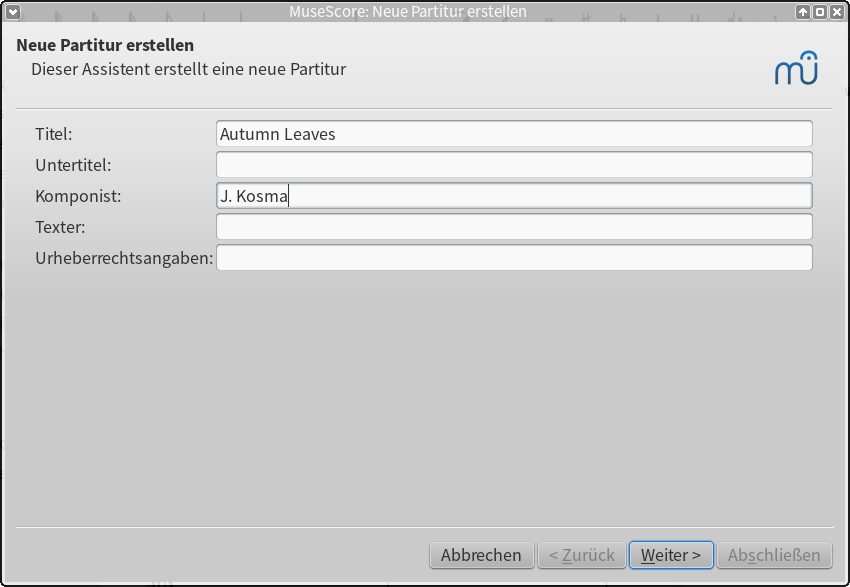 MuseScore: Neue Partitur erstellen
Neue Partitur erstellen
Dieser Assistent erstellt eine neue Partitur
mu
Titel: Autumn Leaves
Untertitel:
Komponist: J. Kosma
Texter:
Urheberrechtsangaben:
Abbrechen < Zurück Weiter > Abschließen